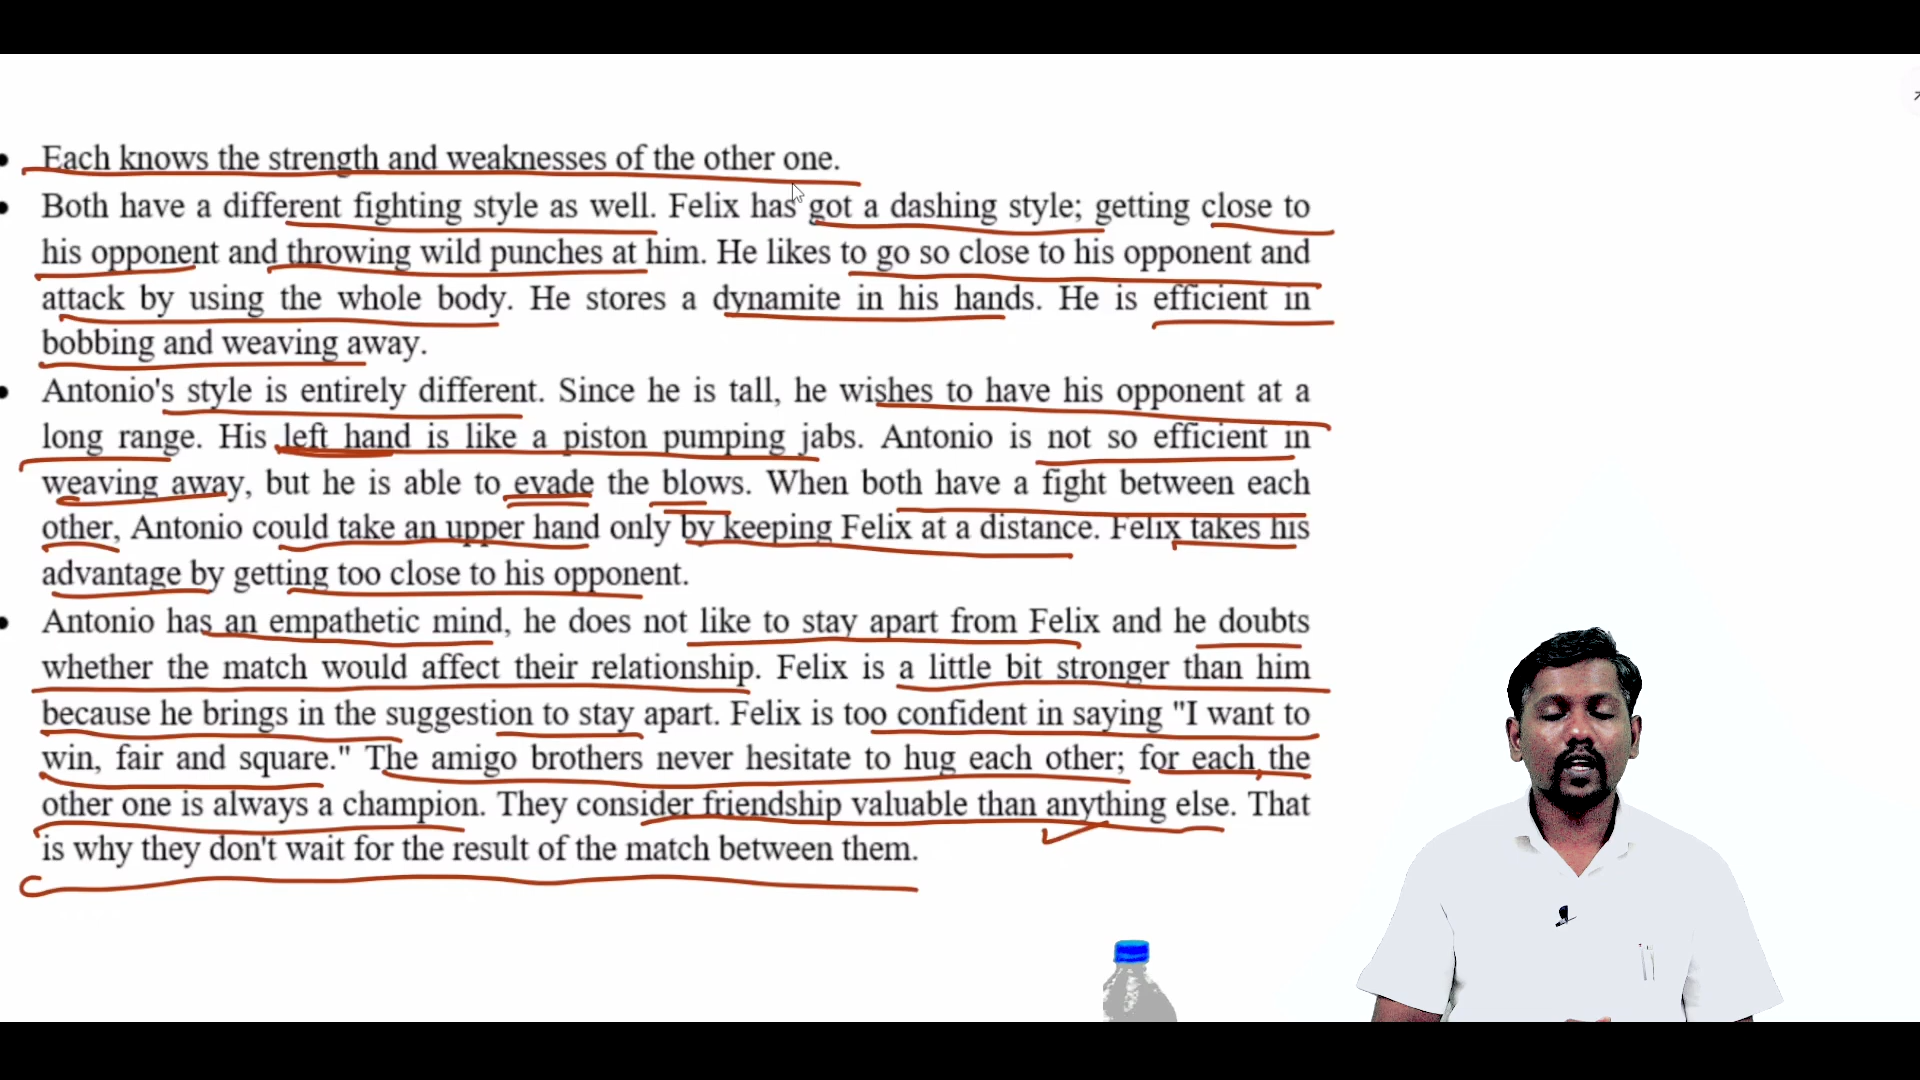 Each knows the strength and weaknesses of the other one.
Both have a different fighting style as well. Felix has got a dashing style; getting close to
his opponent and throwing wild punches at him. He likes to go so close to his opponent and
attack by using the whole body. He stores a dynamite in his hands. He is efficient in
bobbing and weaving away.
Antonio's style is entirely different. Since he is tall, he wishes to have his opponent at a
long range. His left hand is like a piston pumping jabs. Antonio is not so efficient in
weaving away, but he is able to evade the blows. When both have a fight between each
other, Antonio could take an upper hand only by keeping Felix at a distance. Felix takes his
advantage by getting too close to his opponent.
Antonio has an empathetic mind, he does not like to stay apart from Felix and he doubts
whether the match would affect their relationship. Felix is a little bit stronger than him
because he brings in the suggestion to stay apart. Felix is too confident in saying "I want to
win, fair and square." The amigo brothers never hesitate to hug each other; for each the
other one is always a champion. They consider friendship valuable than anything else. That
is why they don't wait for the result of the match between them.